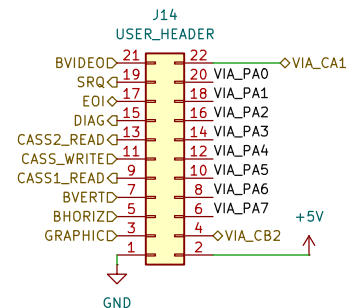 J14
USER_HEADER
BVIDEO 21 22 VIA_CA1
SRQ 19 20 VIA_PA0
EOI 17 18 VIA_PA1
DIAG 15 16 VIA_PA2
CASS2_READ 13 14 VIA_PA3
CASS_WRITE 11 12 VIA_PA4
CASS1_READ 9 10 VIA_PA5
BVERT 7 8 VIA_PA6
BHORIZ 5 6 VIA_PA7
+5V
GRAPHIC 3 4 VIA_CB2
1 2
GND